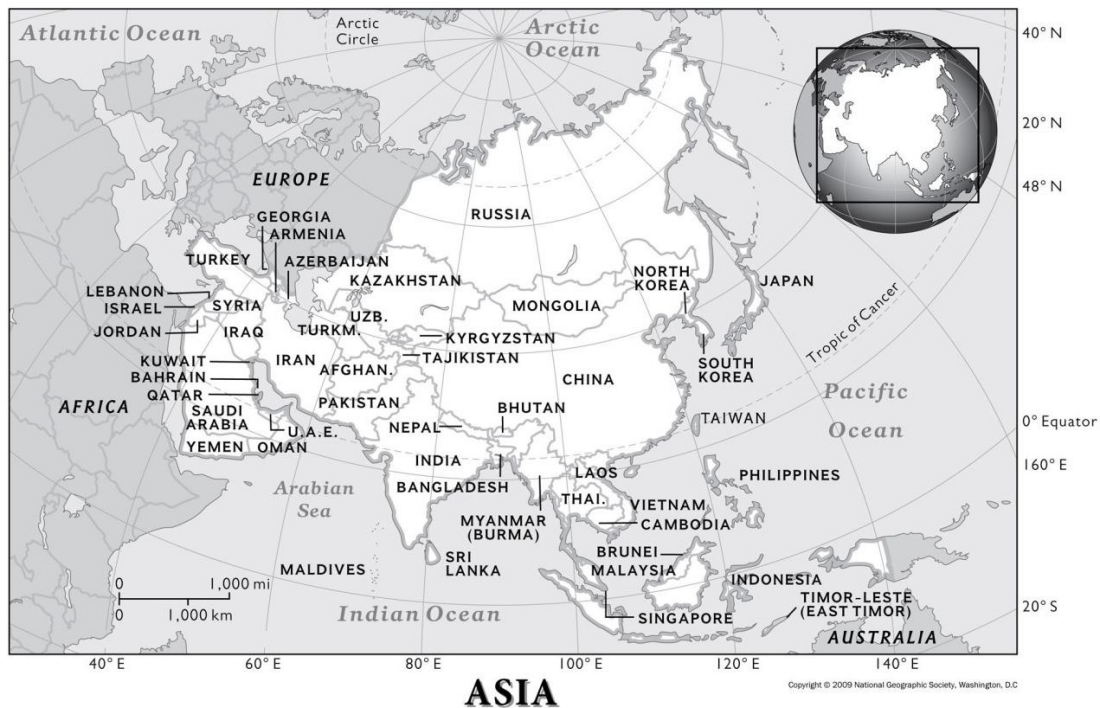 Atlantic Ocean
Arctic
Circle
Arctic
Ocean
40° N
20° N
48° N
EUROPE
RUSSIA
GEORGIA
ARMENIA
TURKEY
AZERBAIJAN
KAZAKHSTAN
NORTH
KOREA
JAPAN
LEBANON
ISRAEL
SYRIA
MONGOLIA
UZB.
JORDAN
IRAQ
TURKM.
KYRGYZSTAN
Tropic of Cancer
KUWAIT
IRAN
TAJIKISTAN
AFGHAN.
SOUTH
KOREA
BAHRAIN
CHINA
QATAR
AFRICA
SAUDI
ARABIA
PAKISTAN
BHUTAN
Pacific
Ocean
TAIWAN
0° Equator
U.A.E.
NEPAL
YEMEN
OMAN
INDIA
160° E
LAOS
PHILIPPINES
Arabian
Sea
BANGLADESH
THAI.
VIETNAM
MYANMAR
(BURMA)
CAMBODIA
SRI
LANKA
BRUNEI
MALAYSIA
MALDIVES
INDONESIA
0 1,000 mi
0 1,000 km
Indian Ocean
TIMOR-LESTE
(EAST TIMOR)
20° S
SINGAPORE
AUSTRALIA
40° E 60° E 80° E 100° E 120° E 140° E
ASIA
Copyright © 2009 National Geographic Society, Washington, D.C